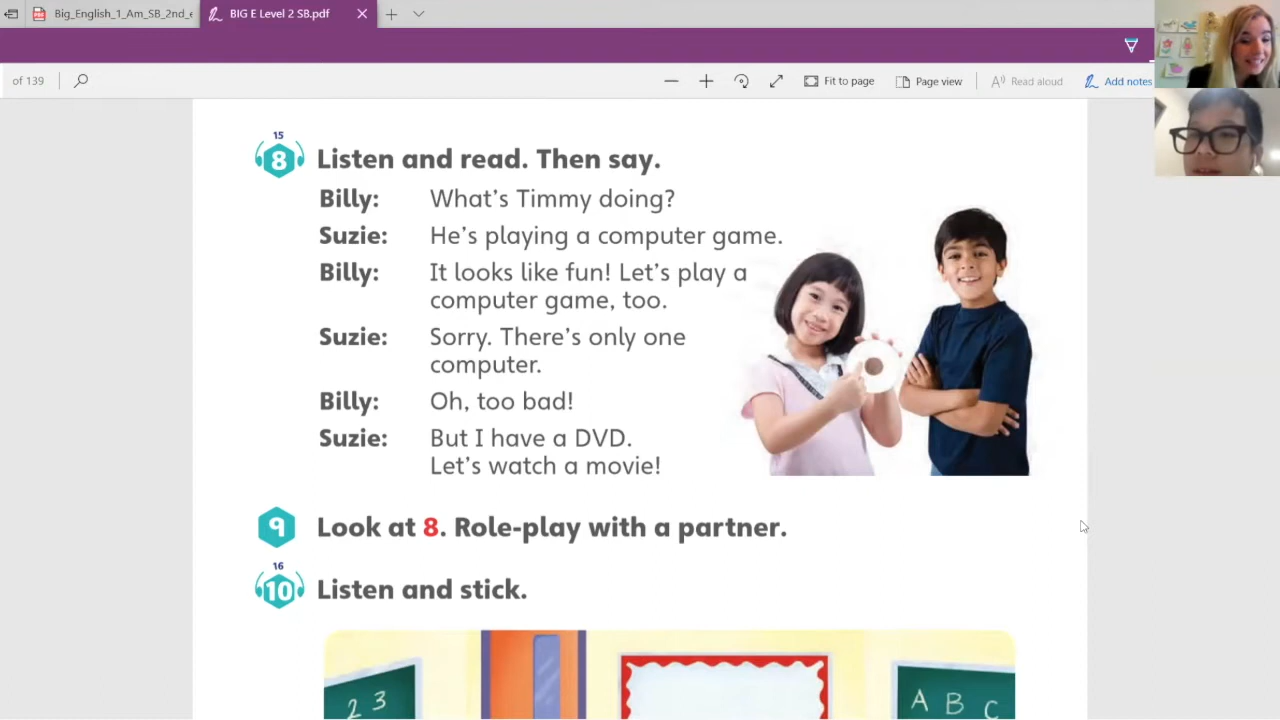 Big_English_1_Am_SB_2nd_e
BIG E Level 2 SB.pdf
of 139
Fit to page
Page view
Read aloud
Add notes
15
8 Listen and read. Then say.
Billy: What's Timmy doing?
Suzie: He's playing a computer game.
Billy: It looks like fun! Let's play a
computer game, too.
Suzie: Sorry. There's only one
computer.
Billy: Oh, too bad!
Suzie: But I have a DVD.
Let's watch a movie!
9 Look at 8. Role-play with a partner.
16
10 Listen and stick.
2 3
A B C